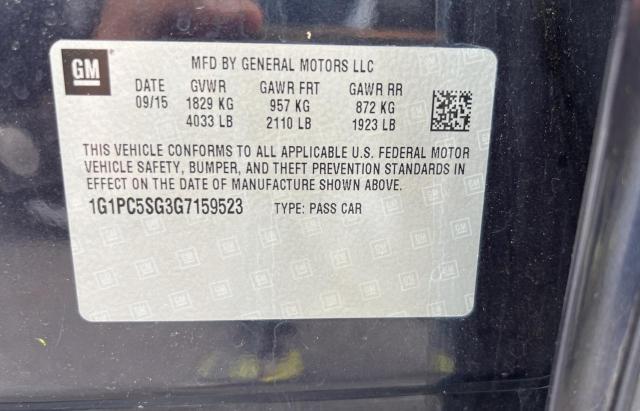 GM
MFD BY GENERAL MOTORS LLC
DATE GVWR GAWR FRT GAWR RR
09/15 1829 KG 957 KG 872 KG
4033 LB 2110 LB 1923 LB
THIS VEHICLE CONFORMS TO ALL APPLICABLE U.S. FEDERAL MOTOR
VEHICLE SAFETY, BUMPER, AND THEFT PREVENTION STANDARDS IN
EFFECT ON THE DATE OF MANUFACTURE SHOWN ABOVE.
1G1PC5SG3G7159523 TYPE: PASS CAR